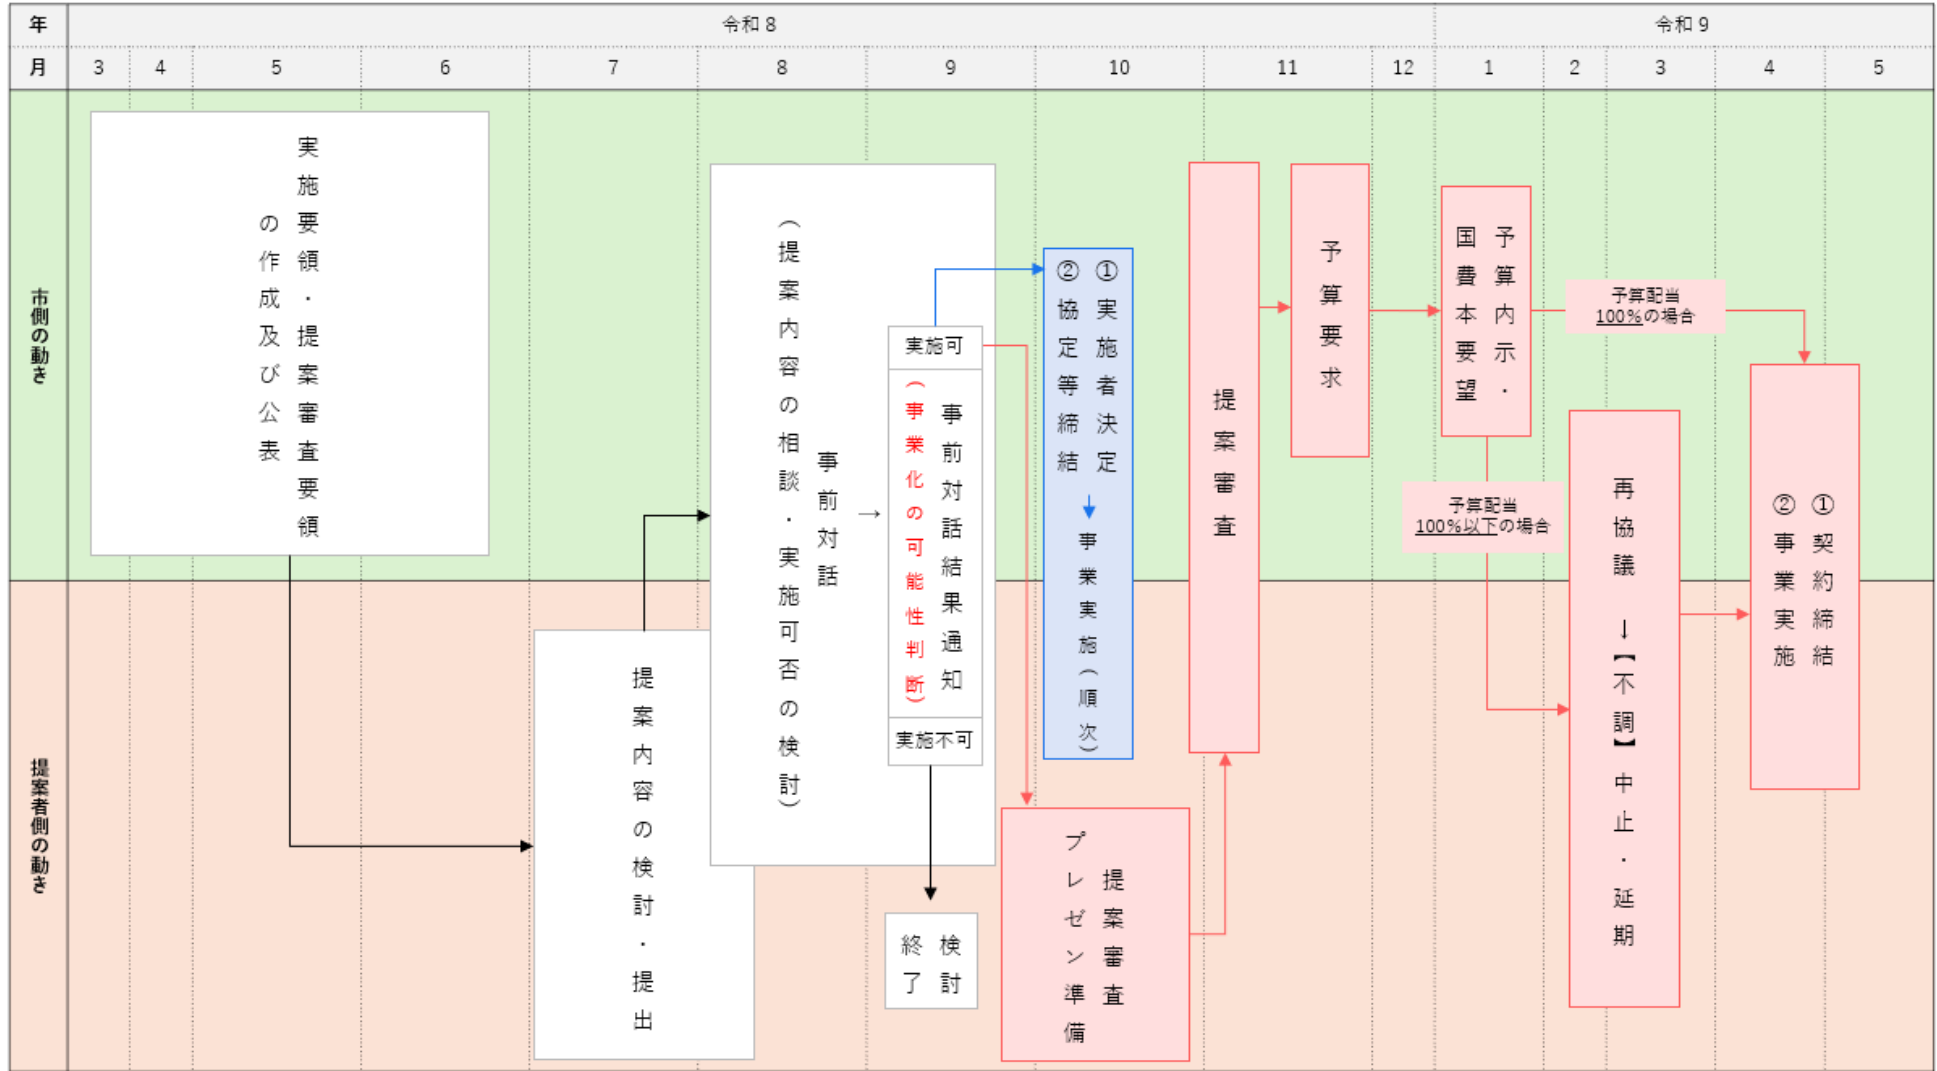 年
令和8
令和9
月
3
4
5
6
7
8
9
10
11
12
1
2
3
4
5
市側の動き
提案者側の動き
実施要領・提案審査要領
の作成及び公表
提案内容の検討・提出
事前対話
（提案内容の相談・実施可否の検討）
→
実施可
事前対話結果通知
（事業化の可能性判断）
実施不可
検討
終了
①実施者決定
②協定等締結
事業実施（順次）
提案審査
プレゼン準備
提案審査
予算要求
予算内示・
国費本要望
予算配当
100%の場合
予算配当
100%以下の場合
再協議　→【不調】中止・延期
①契約締結
②事業実施